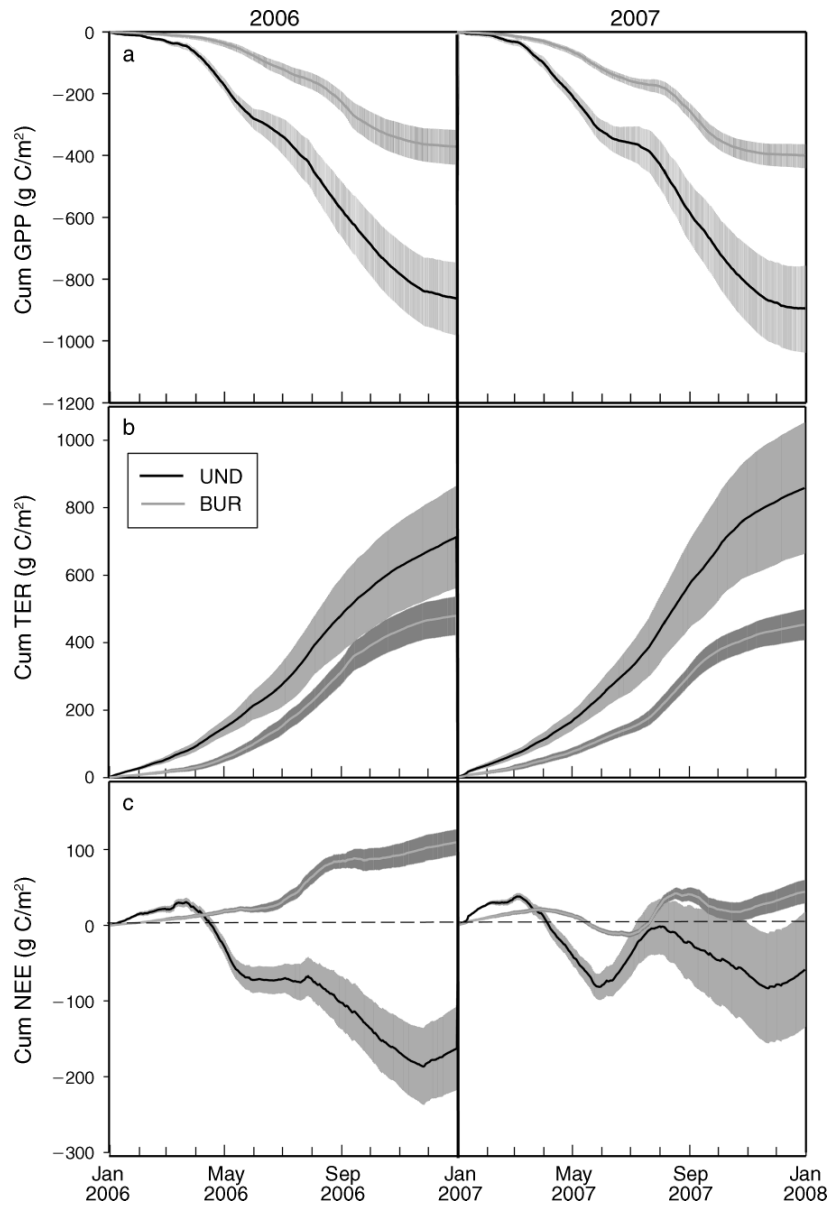 2006 2007
a
Cum GPP (g C/m²)
0
−200
−400
−600
−800
−1000
−1200
b
UND
BUR
Cum TER (g C/m²)
1000
800
600
400
200
0
c
Cum NEE (g C/m²)
100
0
−100
−200
−300
Jan May Sep Jan May Sep Jan
2006 2006 2006 2007 2007 2007 2008